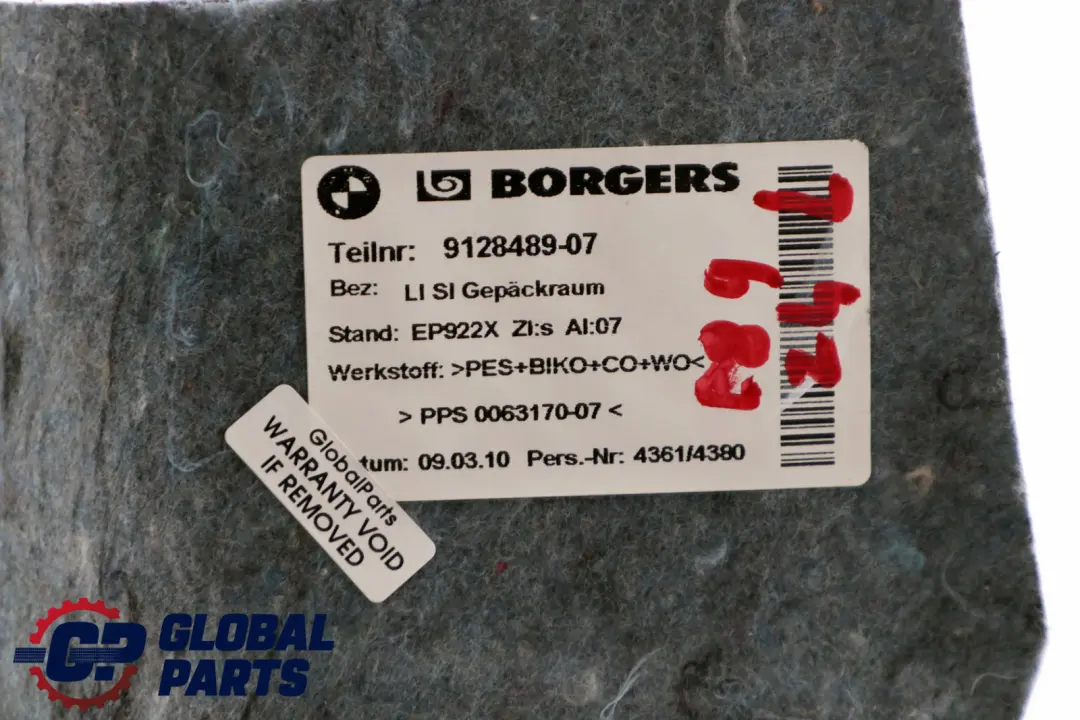 BORGERS
Teilnr: 9128489-07
Bez: LI SI Gepäckraum
Stand: EP922X ZI:s AI:07
Werkstoff: >PES+BIKO+CO+WO<
> PPS 0063170-07 <
tum: 09.03.10 Pers.-Nr: 4361/4380
GlobalParts
WARRANTY VOID
IF REMOVED
GP GLOBAL
PARTS